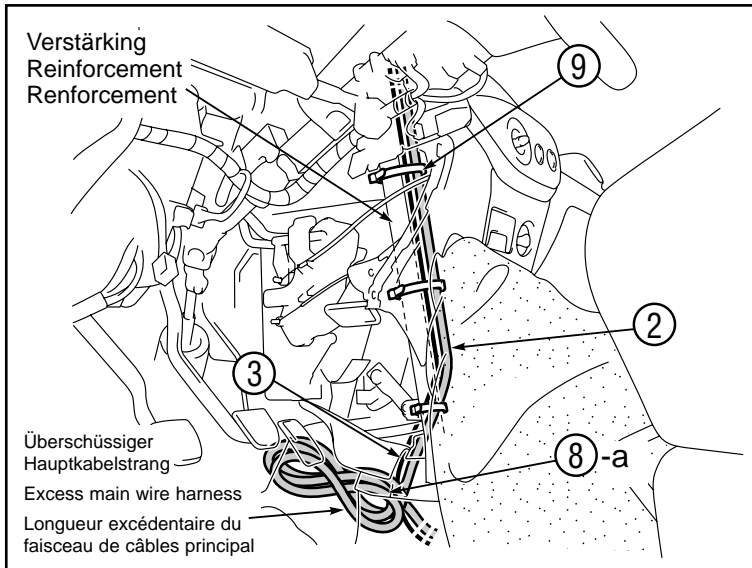 Verstärking
Reinforcement
Renforcement
9
2
3
8 -a
Überschüssiger
Hauptkabelstrang
Excess main wire harness
Longueur excédentaire du
faisceau de câbles principal